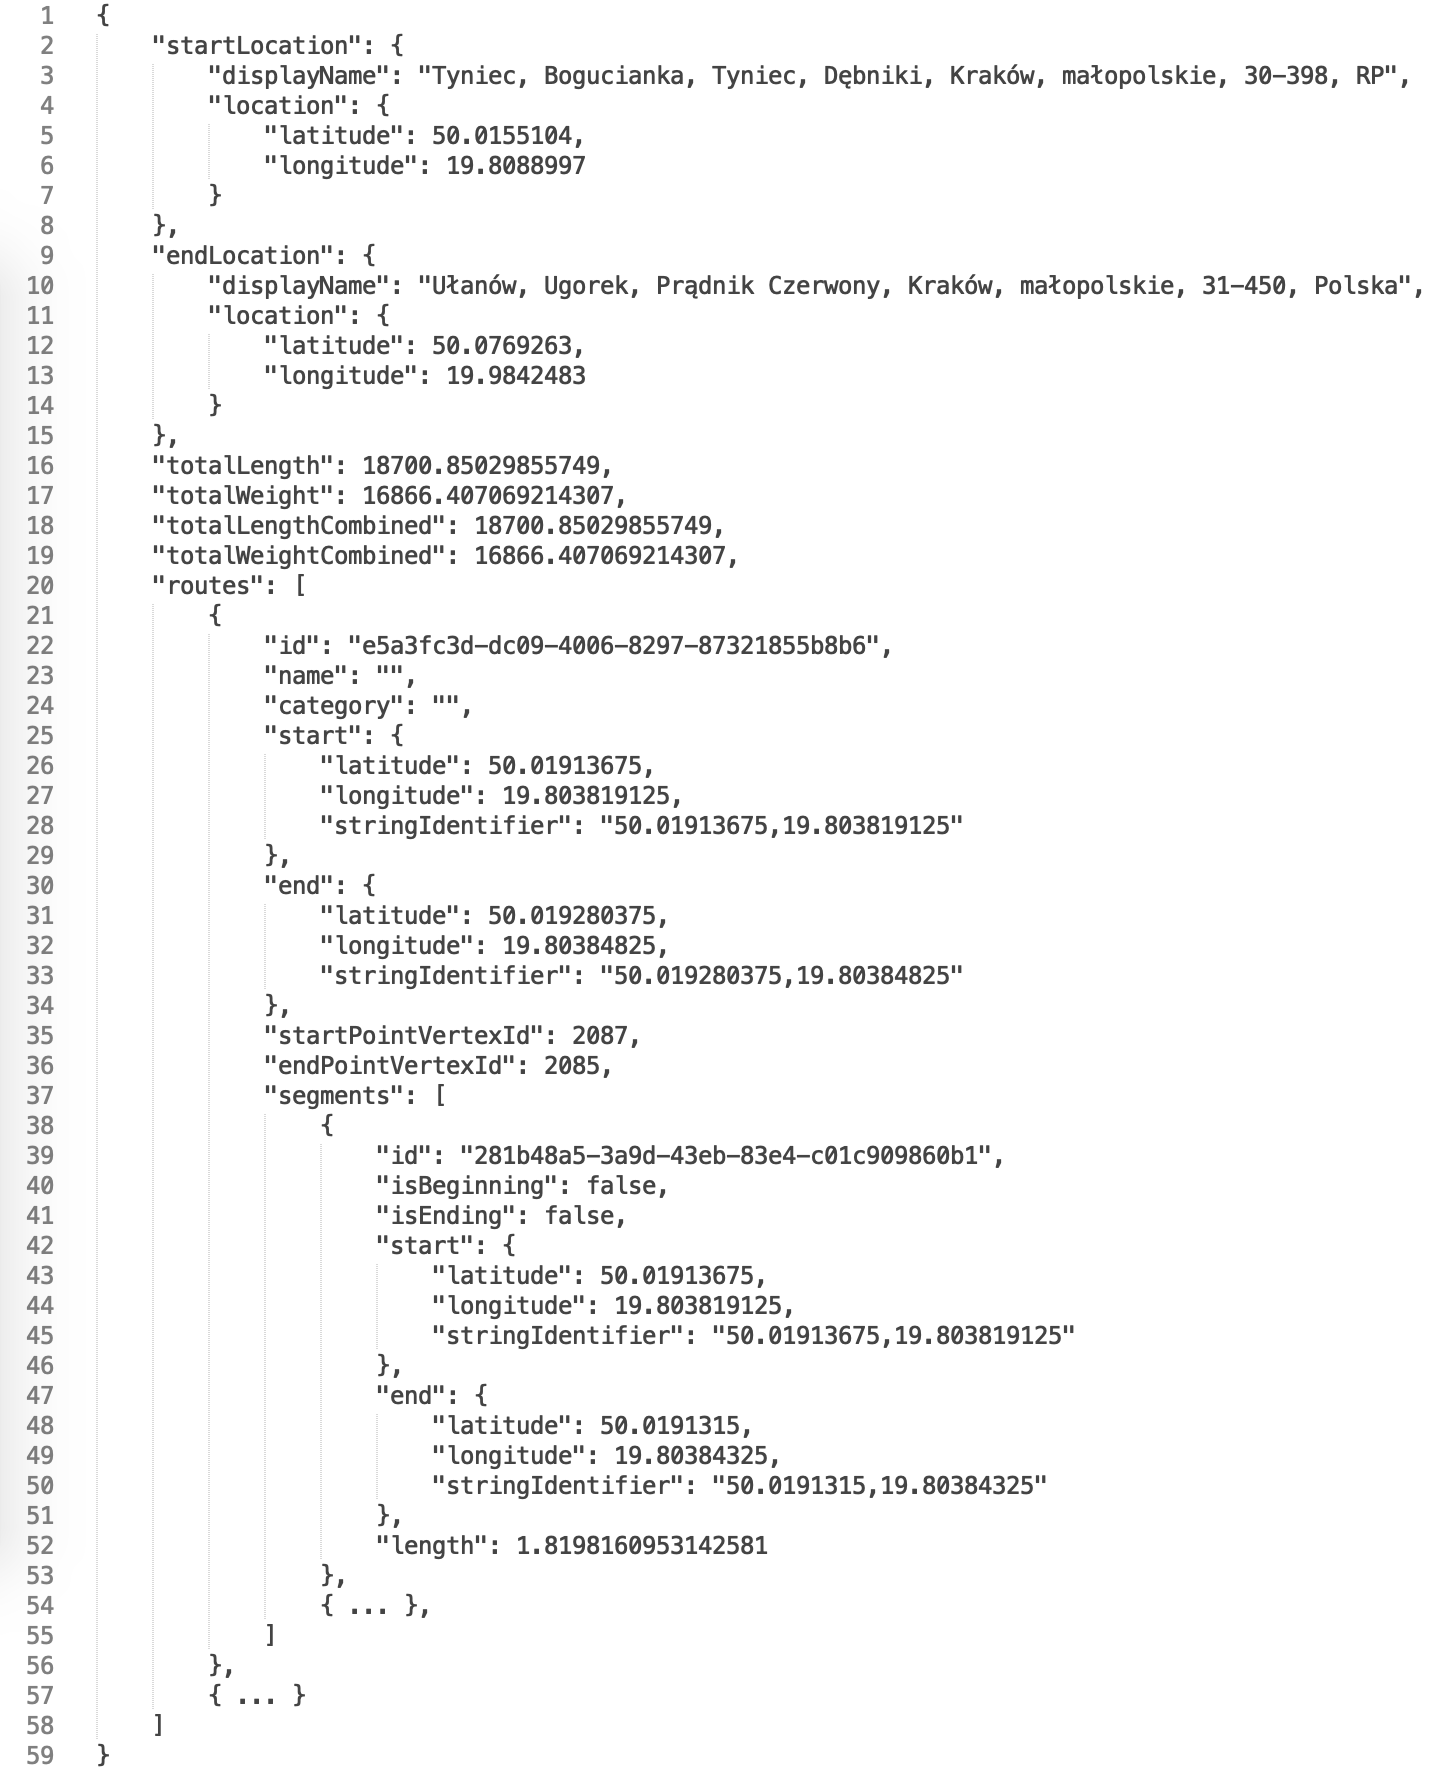 1 {
2 "startLocation": {
3 "displayName": "Tyniec, Bogucianka, Tyniec, Dębniki, Kraków, małopolskie, 30-398, RP",
4 "location": {
5 "latitude": 50.0155104,
6 "longitude": 19.8088997
7 }
8 },
9 "endLocation": {
10 "displayName": "Ułanów, Ugorek, Prądnik Czerwony, Kraków, małopolskie, 31-450, Polska",
11 "location": {
12 "latitude": 50.0769263,
13 "longitude": 19.9842483
14 }
15 },
16 "totalLength": 18700.85029855749,
17 "totalWeight": 16866.407069214307,
18 "totalLengthCombined": 18700.85029855749,
19 "totalWeightCombined": 16866.407069214307,
20 "routes": [
21 {
22 "id": "e5a3fc3d-dc09-4006-8297-87321855b8b6",
23 "name": "",
24 "category": "",
25 "start": {
26 "latitude": 50.01913675,
27 "longitude": 19.803819125,
28 "stringIdentifier": "50.01913675,19.803819125"
29 },
30 "end": {
31 "latitude": 50.019280375,
32 "longitude": 19.80384825,
33 "stringIdentifier": "50.019280375,19.80384825"
34 },
35 "startPointVertexId": 2087,
36 "endPointVertexId": 2085,
37 "segments": [
38 {
39 "id": "281b48a5-3a9d-43eb-83e4-c01c909860b1",
40 "isBeginning": false,
41 "isEnding": false,
42 "start": {
43 "latitude": 50.01913675,
44 "longitude": 19.803819125,
45 "stringIdentifier": "50.01913675,19.803819125"
46 },
47 "end": {
48 "latitude": 50.0191315,
49 "longitude": 19.80384325,
50 "stringIdentifier": "50.0191315,19.80384325"
51 },
52 "length": 1.8198160953142581
53 },
54 { ... },
55 ]
56 },
57 { ... }
58 ]
59 }